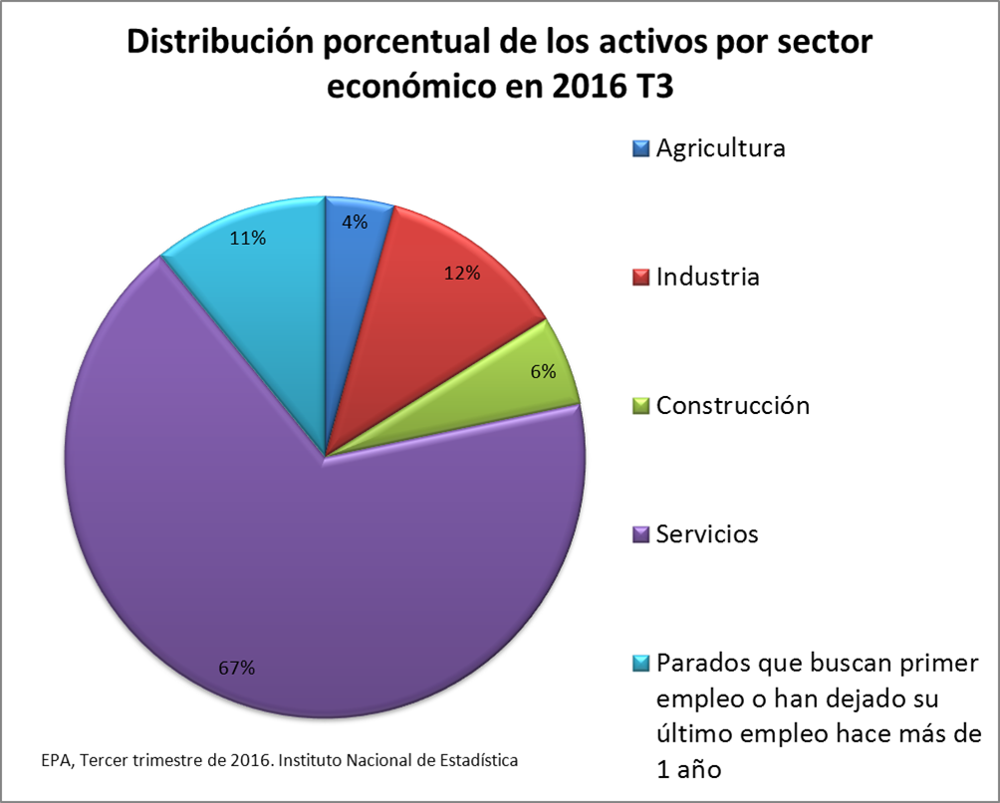 Distribución porcentual de los activos por sector
económico en 2016 T3
Agricultura
4%
11%
12%
Industria
6%
Construcción
Servicios
67%
Parados que buscan primer
empleo o han dejado su
último empleo hace más de
1 año
EPA, Tercer trimestre de 2016. Instituto Nacional de Estadística